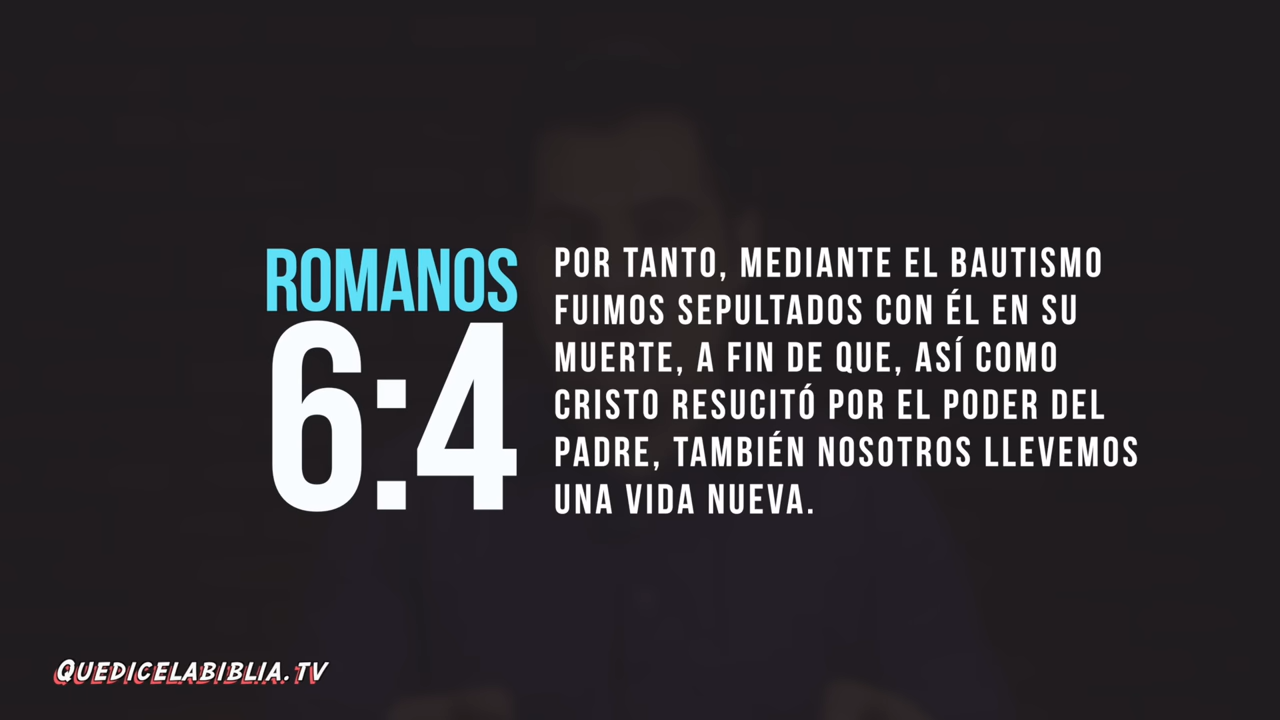 ROMANOS
6:4
POR TANTO, MEDIANTE EL BAUTISMO
FUIMOS SEPULTADOS CON ÉL EN SU
MUERTE, A FIN DE QUE, ASÍ COMO
CRISTO RESUCITÓ POR EL PODER DEL
PADRE, TAMBIÉN NOSOTROS LLEVEMOS
UNA VIDA NUEVA.
QUEDICELABIBLIA.TV